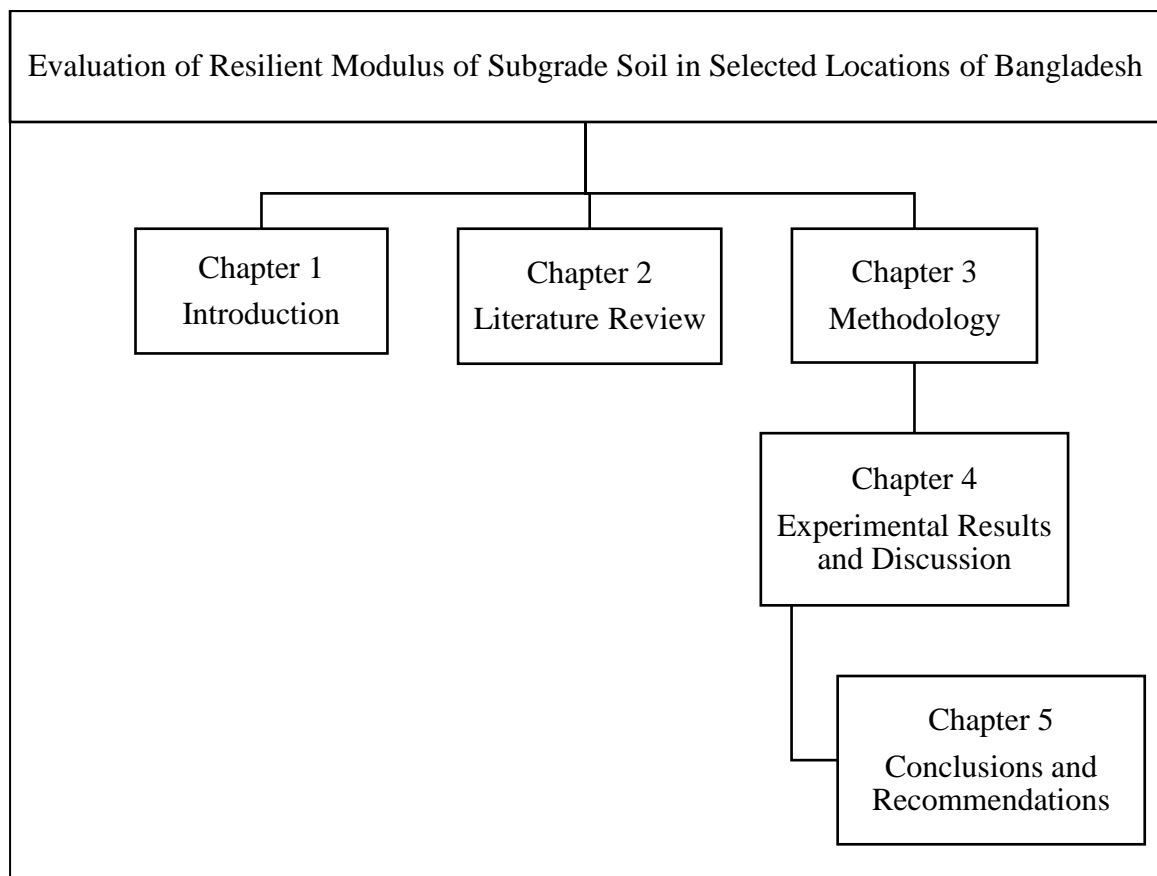 Evaluation of Resilient Modulus of Subgrade Soil in Selected Locations of Bangladesh
Chapter 1
Introduction
Chapter 2
Literature Review
Chapter 3
Methodology
Chapter 4
Experimental Results
and Discussion
Chapter 5
Conclusions and
Recommendations